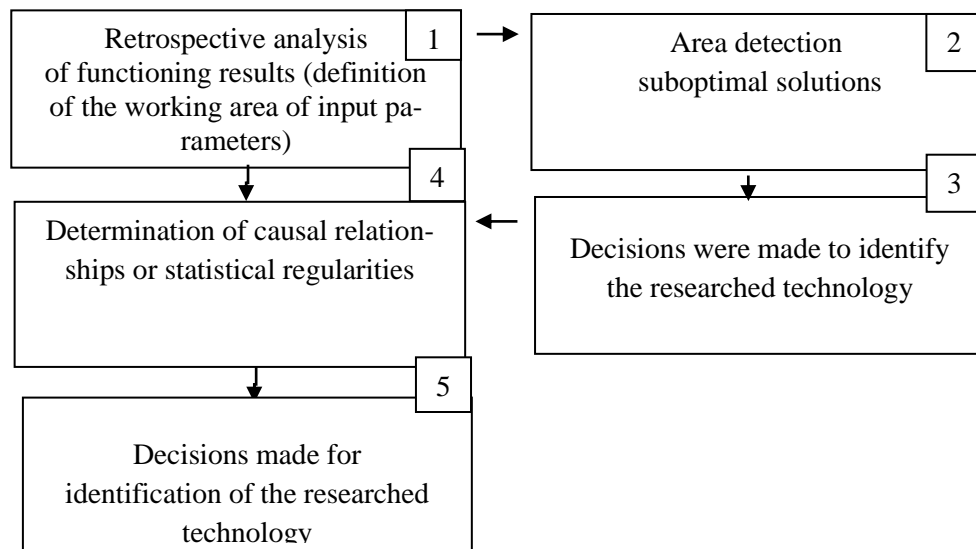 1
Retrospective analysis
of functioning results (definition
of the working area of input pa-
rameters)
2
Area detection
suboptimal solutions
3
Decisions were made to identify
the researched technology
4
Determination of causal relation-
ships or statistical regularities
5
Decisions made for
identification of the researched
technology